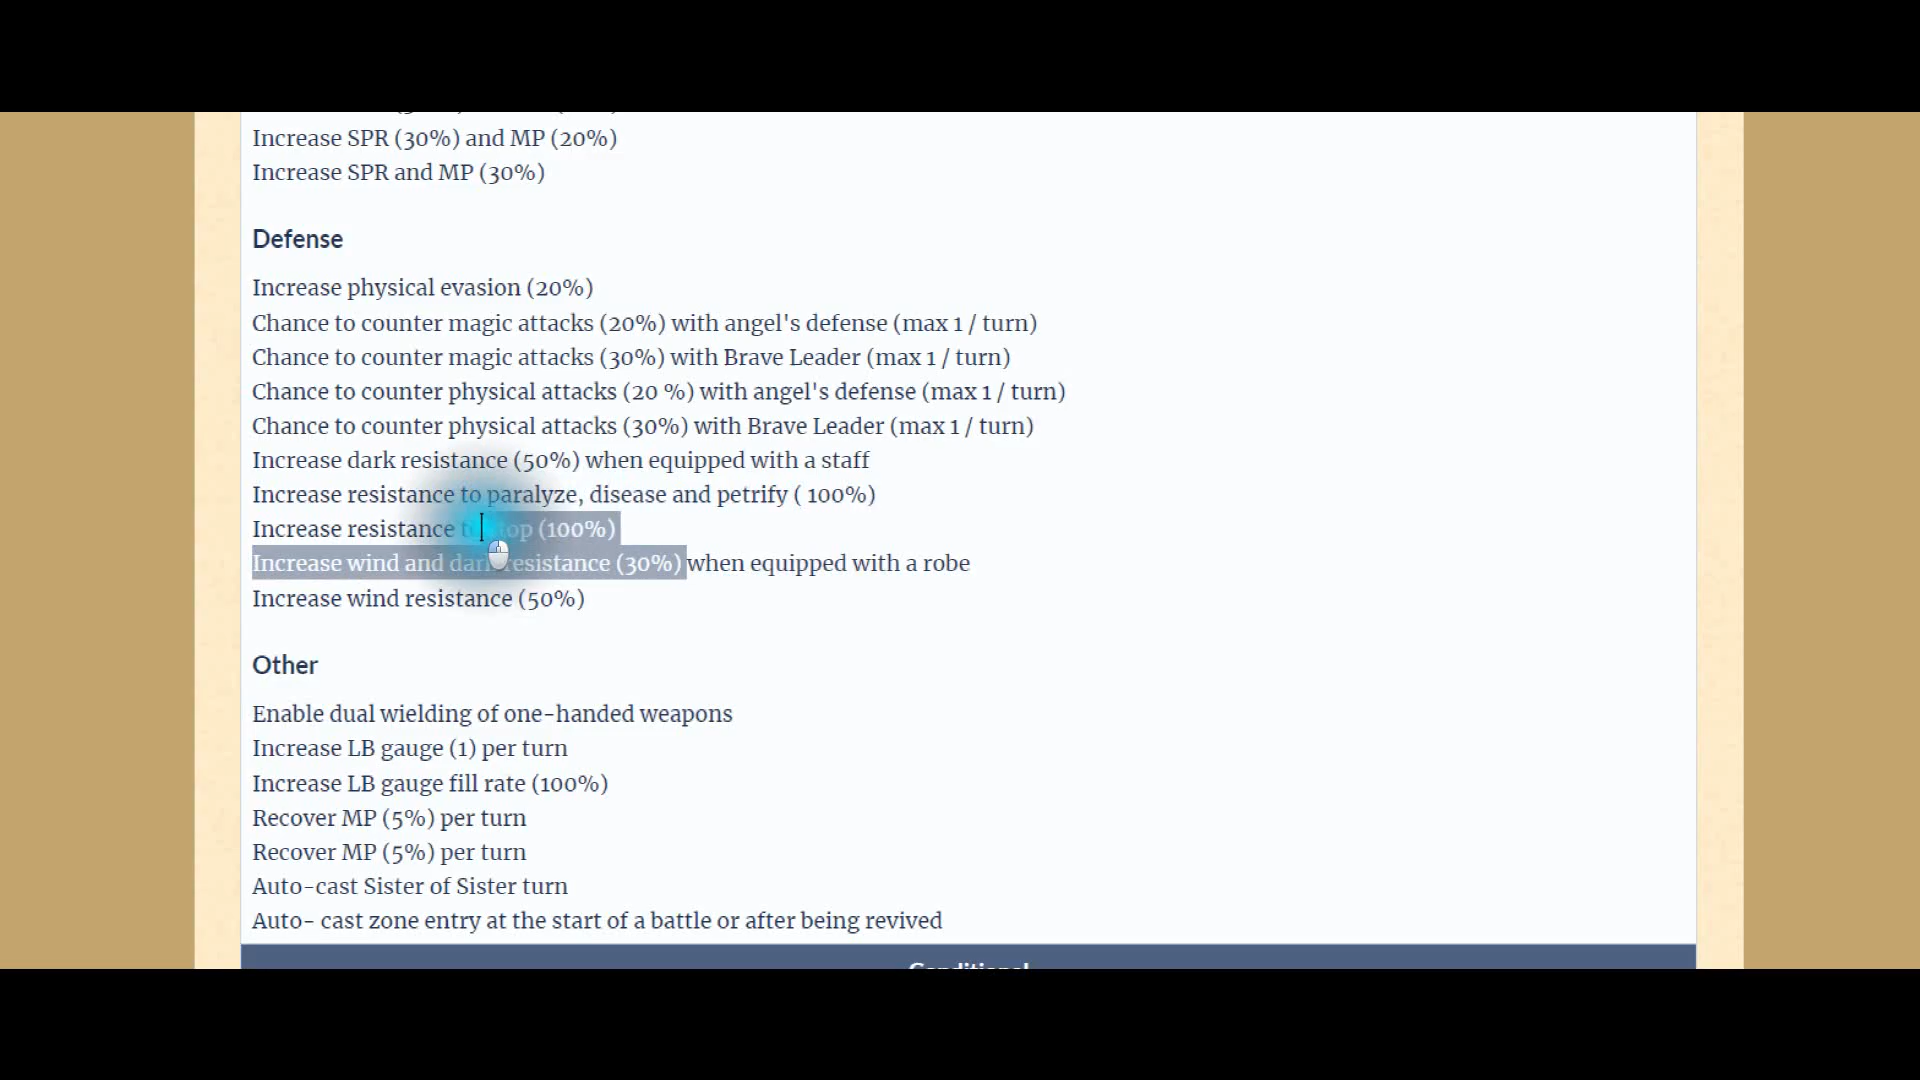 Increase SPR (30%) and MP (20%)
Increase SPR and MP (30%)
Defense
Increase physical evasion (20%)
Chance to counter magic attacks (20%) with angel's defense (max 1 / turn)
Chance to counter magic attacks (30%) with Brave Leader (max 1 / turn)
Chance to counter physical attacks (20 %) with angel's defense (max 1 / turn)
Chance to counter physical attacks (30%) with Brave Leader (max 1 / turn)
Increase dark resistance (50%) when equipped with a staff
Increase resistance to paralyze, disease and petrify ( 100%)
Increase resistance to stop (100%)
Increase wind and dark resistance (30%) when equipped with a robe
Increase wind resistance (50%)
Other
Enable dual wielding of one-handed weapons
Increase LB gauge (1) per turn
Increase LB gauge fill rate (100%)
Recover MP (5%) per turn
Recover MP (5%) per turn
Auto-cast Sister of Sister turn
Auto- cast zone entry at the start of a battle or after being revived
Conditional